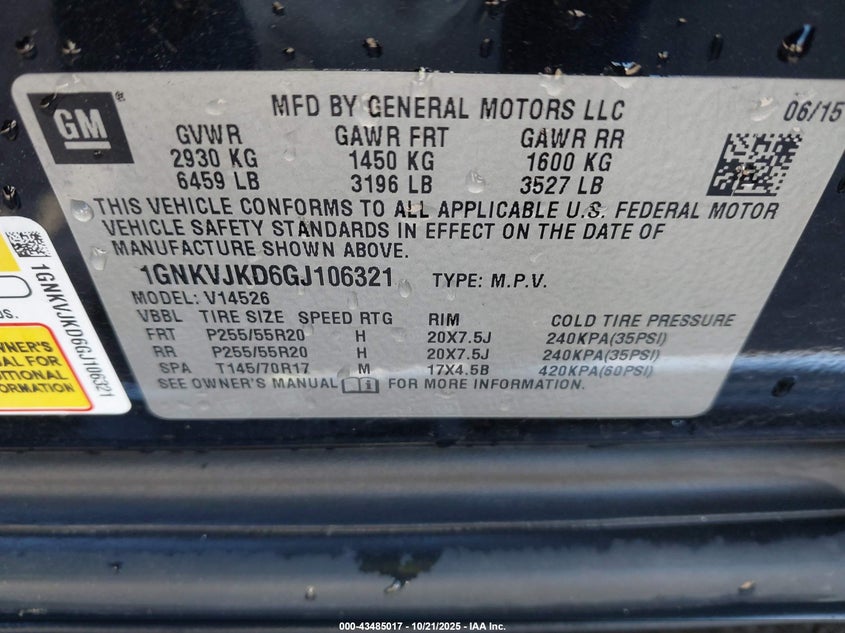 GM ®
MFD BY GENERAL MOTORS LLC 06/15
GVWR GAWR FRT GAWR RR
2930 KG 1450 KG 1600 KG
6459 LB 3196 LB 3527 LB
THIS VEHICLE CONFORMS TO ALL APPLICABLE U.S. FEDERAL MOTOR
VEHICLE SAFETY STANDARDS IN EFFECT ON THE DATE OF
MANUFACTURE SHOWN ABOVE.
1GNKVJKD6GJ106321 TYPE: M.P.V.
MODEL: V14526
VBBL TIRE SIZE SPEED RTG RIM COLD TIRE PRESSURE
FRT P255/55R20 H 20X7.5J 240KPA(35PSI)
RR P255/55R20 H 20X7.5J 240KPA(35PSI)
SPA T145/70R17 M 17X4.5B 420KPA(60PSI)
SEE OWNER'S MANUAL FOR MORE INFORMATION.
1GNKVJKD6GJ106321
OWNER'S
FOR
000-43485017 - 10/21/2025 - IAA Inc.